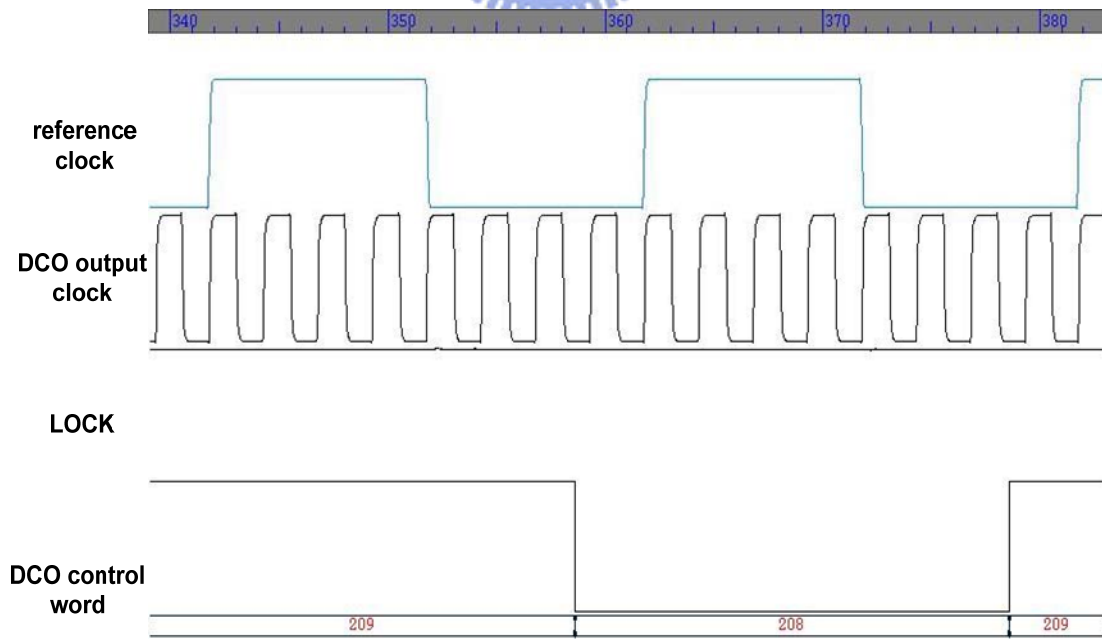 340 350 360 370 380
reference
clock
DCO output
clock
LOCK
DCO control
word
209 208 209